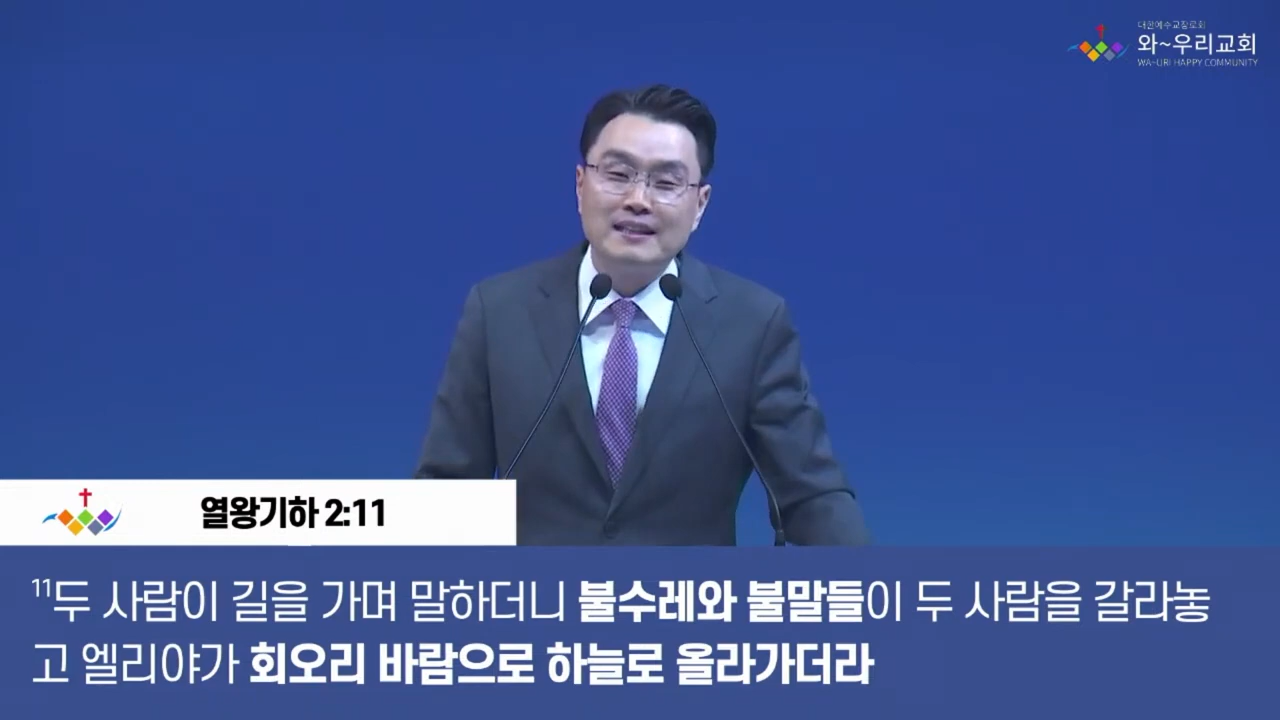 대한예수교장로회
와~우리교회
WA~URI HAPPY COMMUNITY
열왕기하 2:11
11두 사람이 길을 가며 말하더니 불수레와 불말들이 두 사람을 갈라놓
고 엘리야가 회오리 바람으로 하늘로 올라가더라